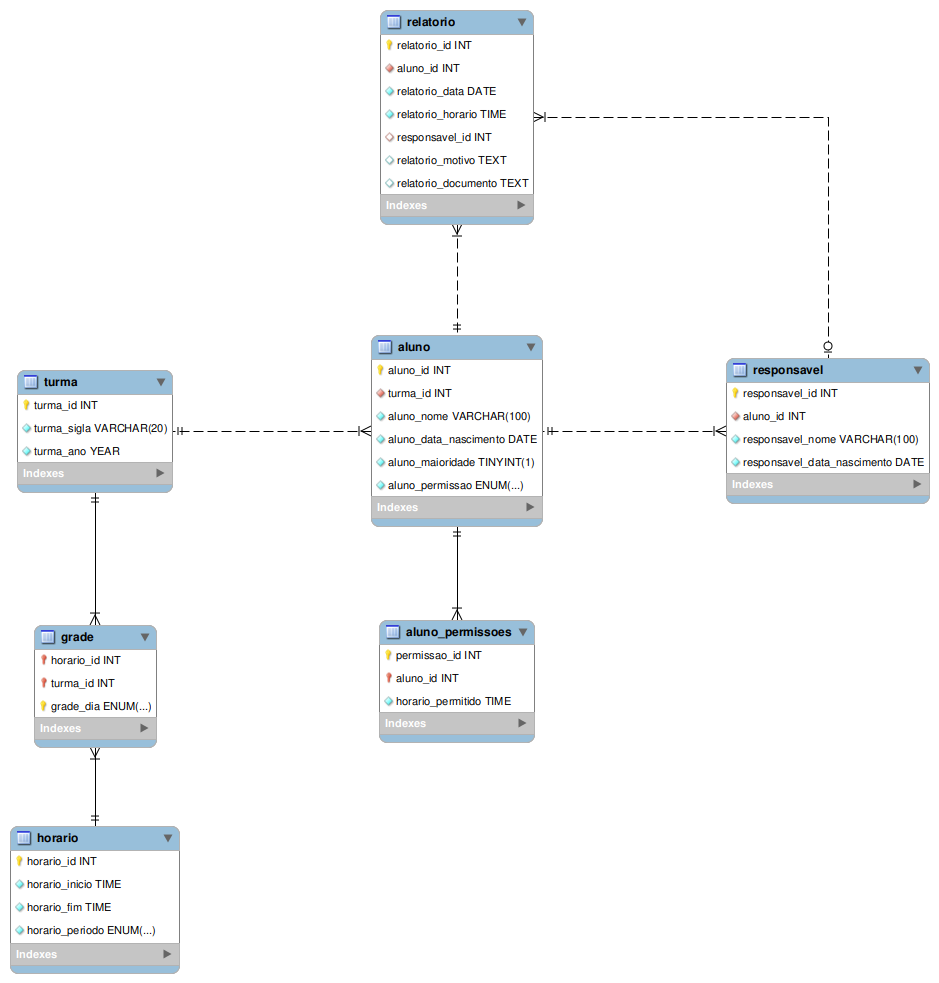 relatorio
relatorio_id INT
aluno_id INT
relatorio_data DATE
relatorio_horario TIME
responsavel_id INT
relatorio_motivo TEXT
relatorio_documento TEXT
Indexes
aluno
aluno_id INT
turma_id INT
aluno_nome VARCHAR(100)
aluno_data_nascimento DATE
aluno_maioridade TINYINT(1)
aluno_permissao ENUM(...)
Indexes
turma
turma_id INT
turma_sigla VARCHAR(20)
turma_ano YEAR
Indexes
responsavel
responsavel_id INT
aluno_id INT
responsavel_nome VARCHAR(100)
responsavel_data_nascimento DATE
Indexes
grade
horario_id INT
turma_id INT
grade_dia ENUM(...)
Indexes
aluno_permissoes
permissao_id INT
aluno_id INT
horario_permitido TIME
Indexes
horario
horario_id INT
horario_inicio TIME
horario_fim TIME
horario_periodo ENUM(...)
Indexes